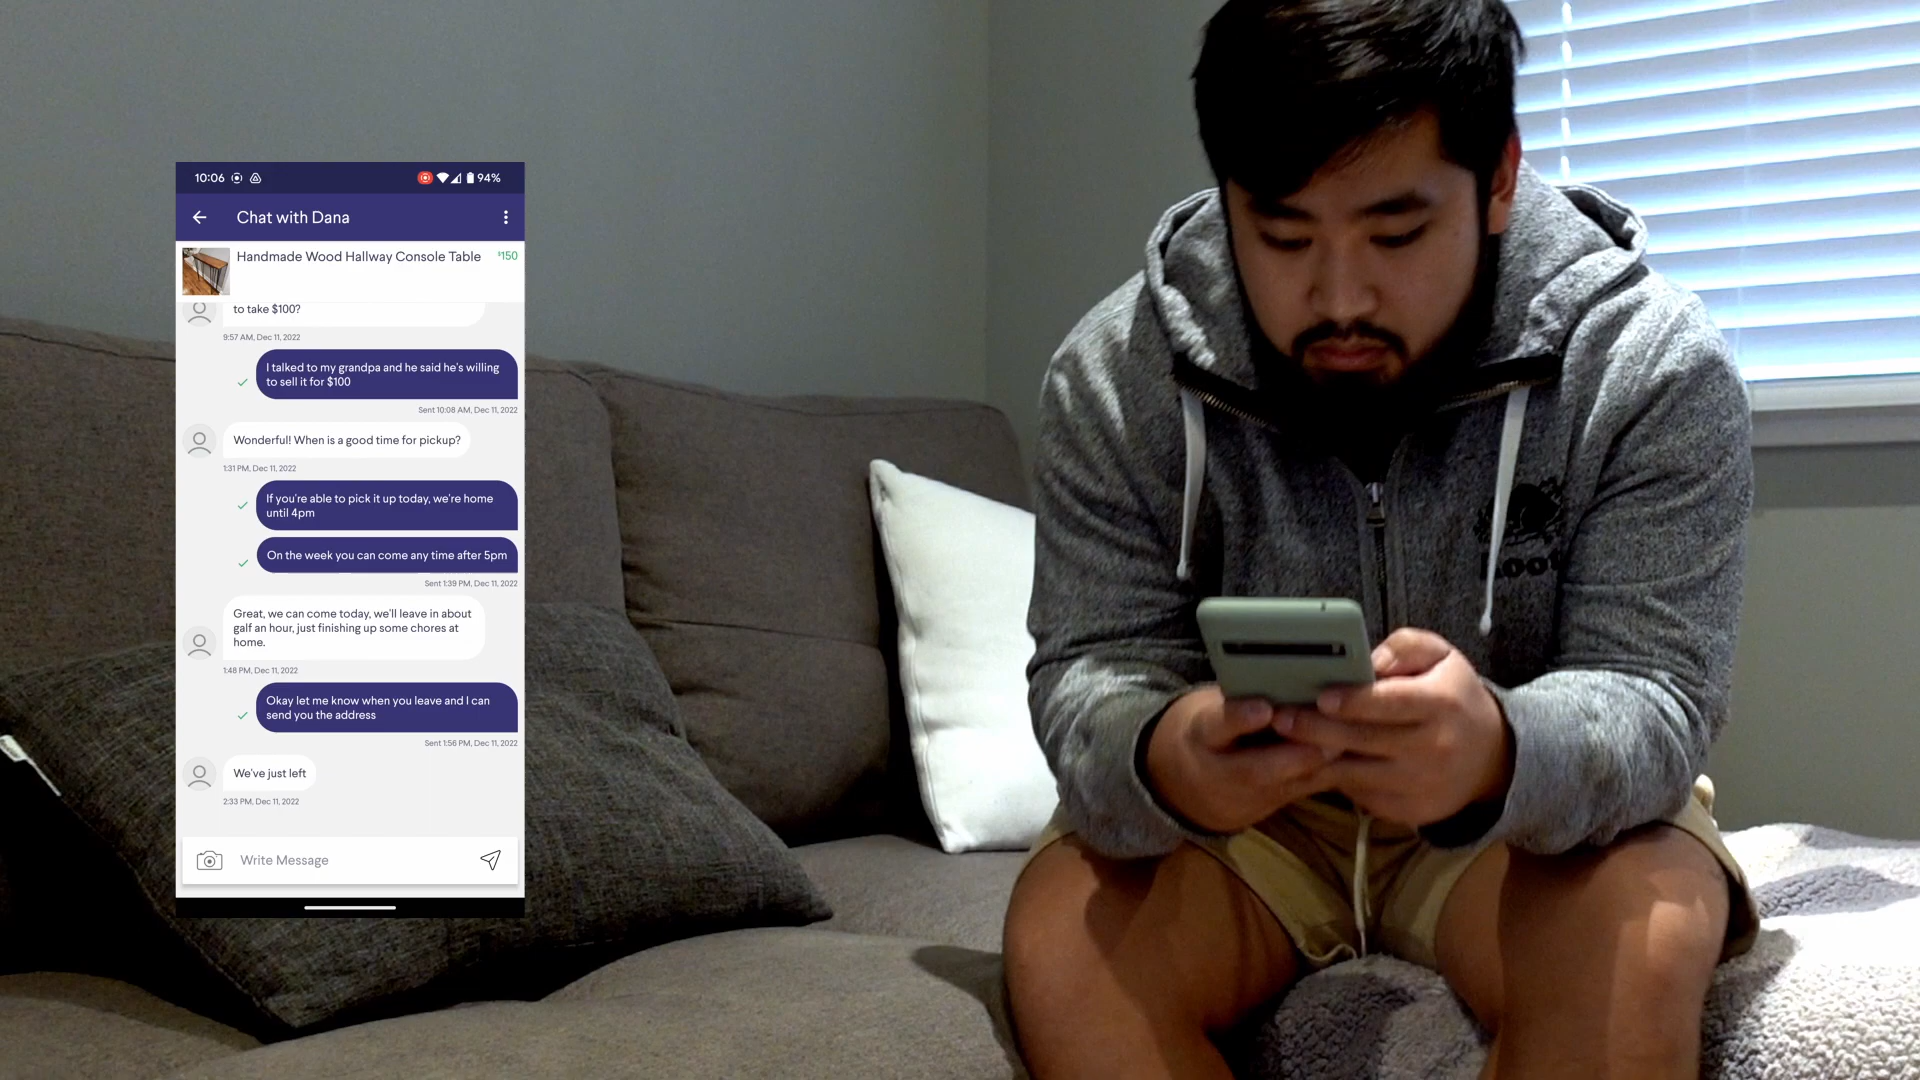 10:06
94%
Chat with Dana
Handmade Wood Hallway Console Table
$150
to take $100?
9:57 AM, Dec 11, 2022
I talked to my grandpa and he said he's willing
to sell it for $100
Sent 10:08 AM, Dec 11, 2022
Wonderful! When is a good time for pickup?
1:31 PM, Dec 11, 2022
If you're able to pick it up today, we're home
until 4pm
On the week you can come any time after 5pm
Sent 1:39 PM, Dec 11, 2022
Great, we can come today, we'll leave in about
galf an hour, just finishing up some chores at
home.
1:48 PM, Dec 11, 2022
Okay let me know when you leave and I can
send you the address
Sent 1:56 PM, Dec 11, 2022
We've just left
2:33 PM, Dec 11, 2022
Write Message